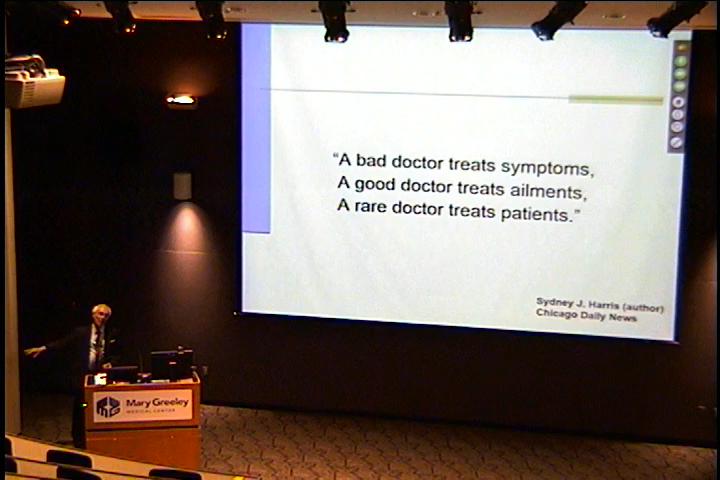 “A bad doctor treats symptoms,
A good doctor treats ailments,
A rare doctor treats patients.”
Sydney J. Harris (author)
Chicago Daily News
Mary Greeley
MEDICAL CENTER